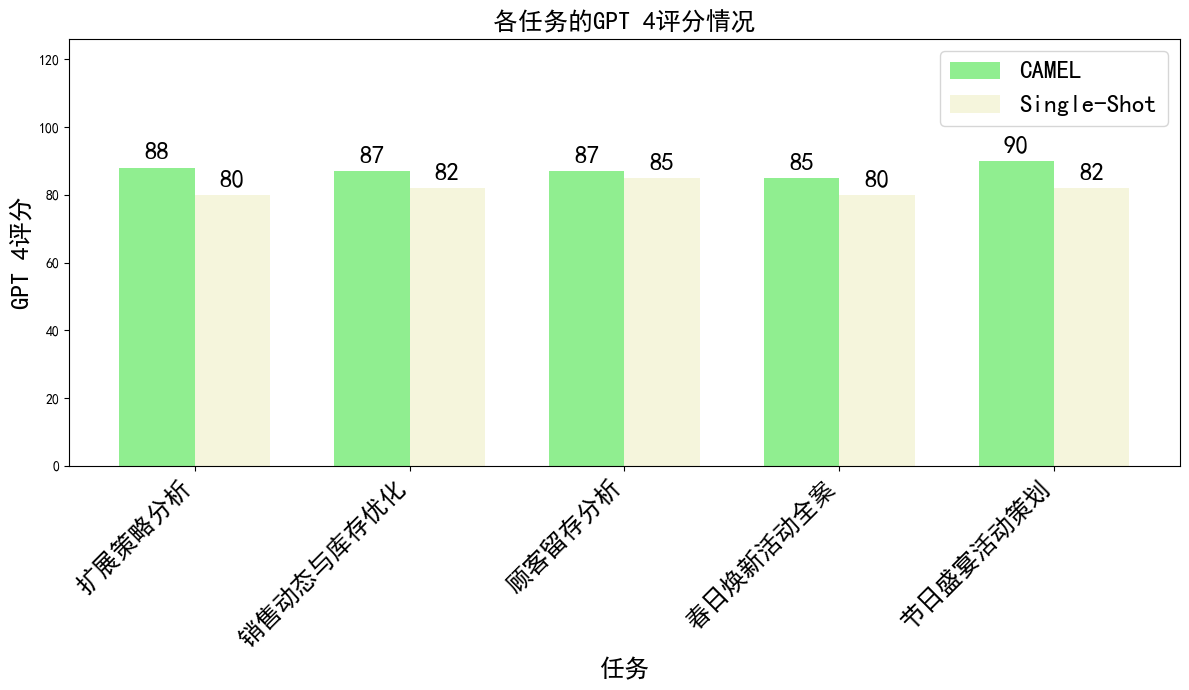 各任务的GPT 4评分情况
CAMEL
Single-Shot
GPT 4评分
120
100
80
60
40
20
0
88
80
87
82
87
85
85
80
90
82
扩展策略分析
销售动态与库存优化
顾客留存分析
春日焕新活动全案
节日盛宴活动策划
任务